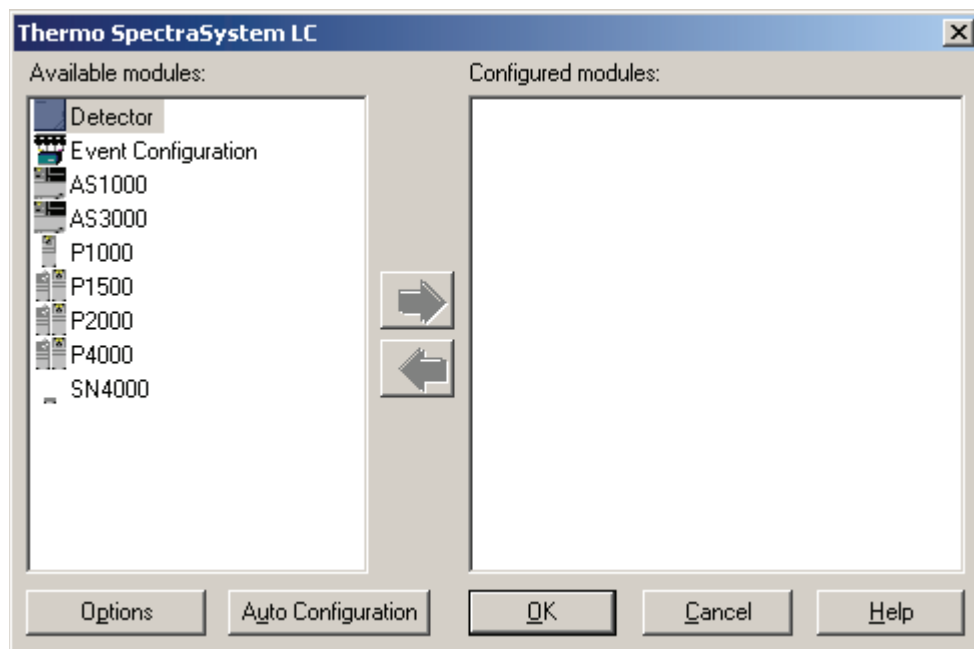 Thermo SpectraSystem LC
Available modules:
Configured modules:
Detector
Event Configuration
AS1000
AS3000
P1000
P1500
P2000
P4000
SN4000
Options
Auto Configuration
OK
Cancel
Help